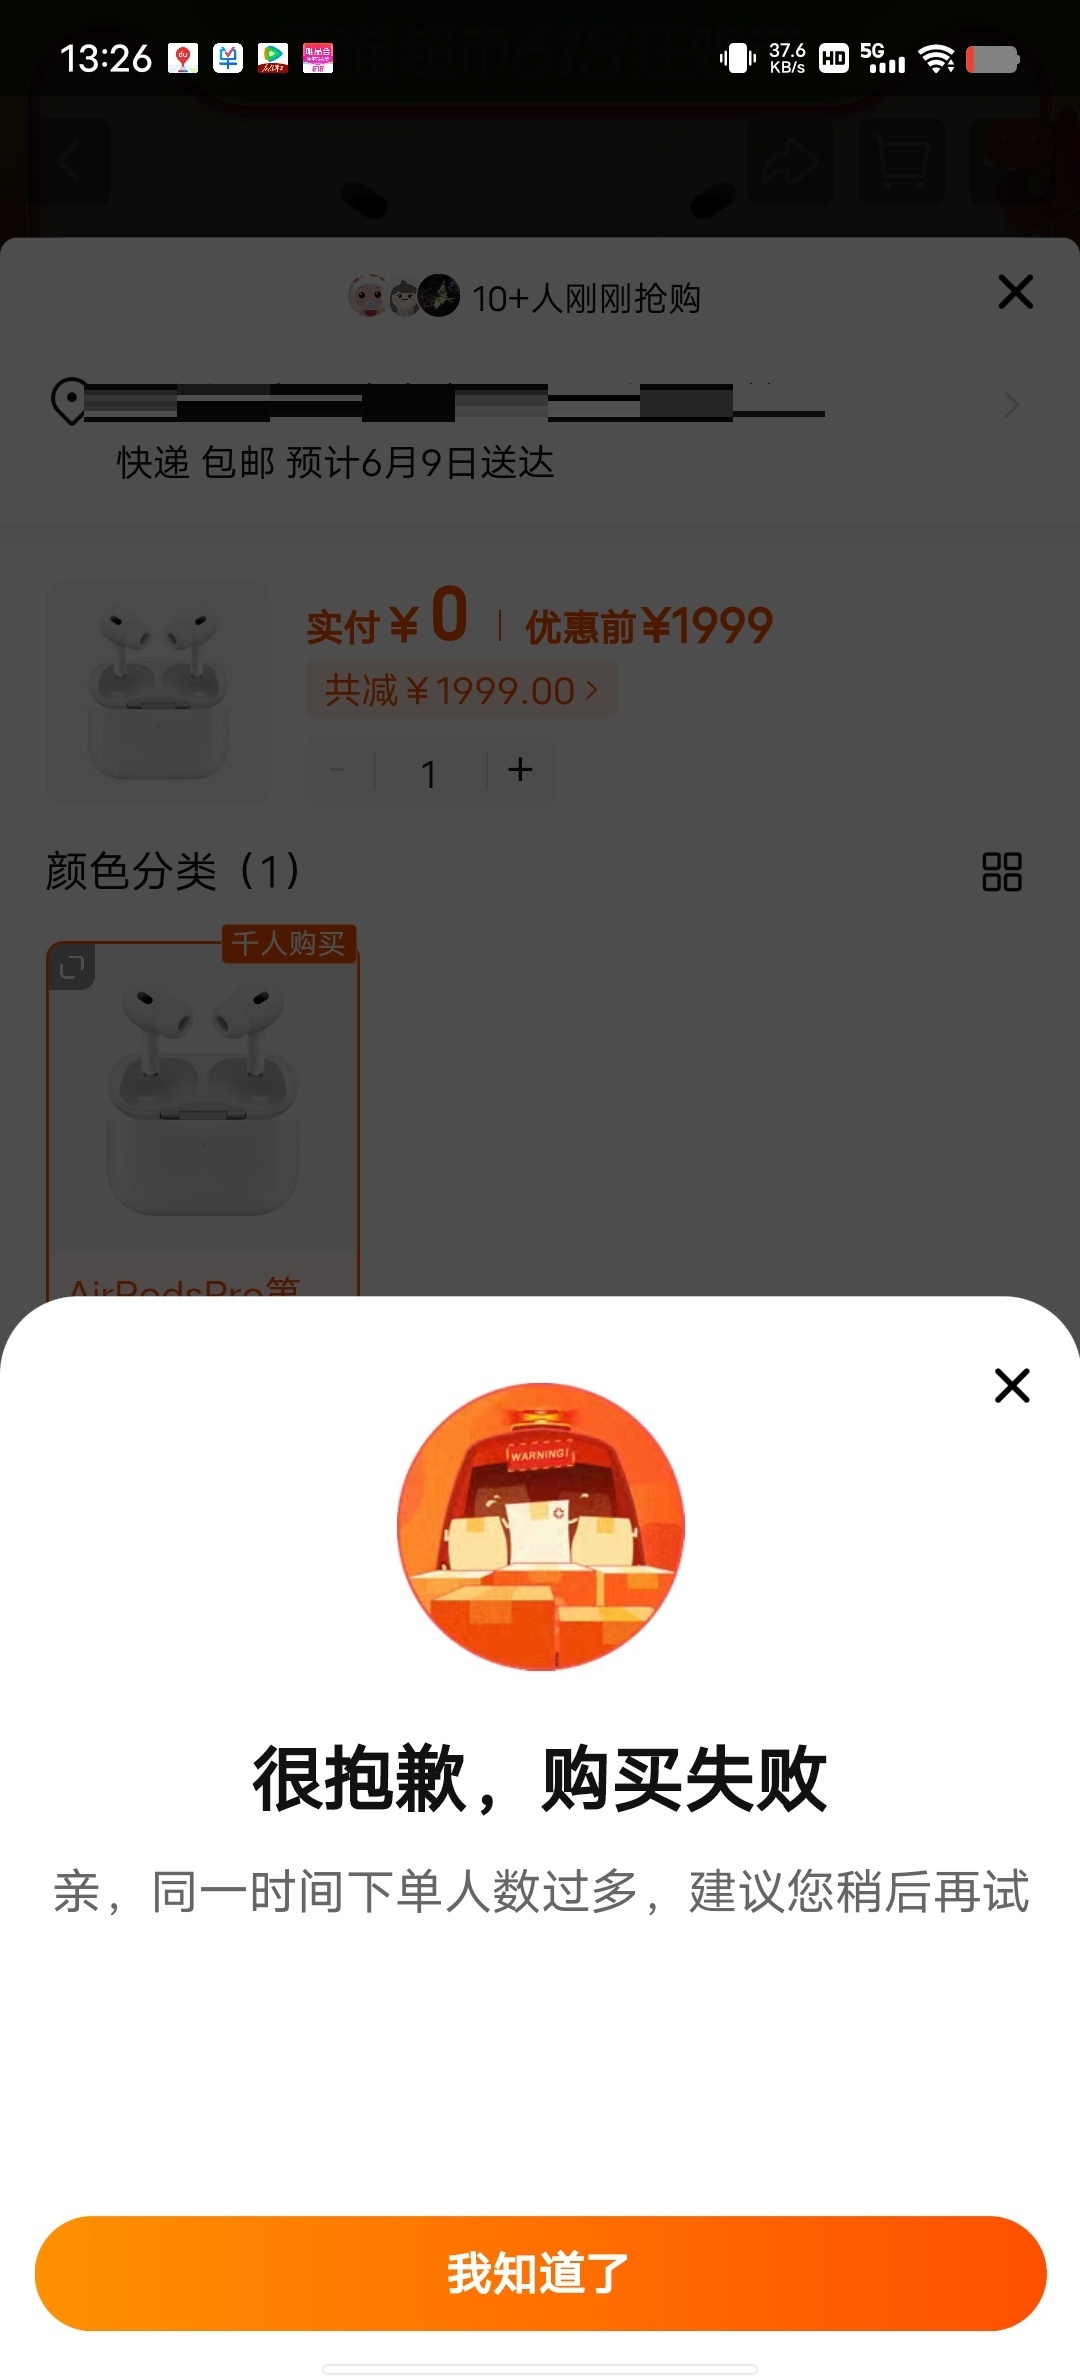 13:26
37.6
KB/s
HD
5G
10+人刚刚抢购
快递 包邮 预计6月9日送达
实付¥0
优惠前¥1999
共减¥1999.00 >
1
颜色分类（1）
千人购买
AirPodsPro第
WARNING!
很抱歉，购买失败
亲，同一时间下单人数过多，建议您稍后再试
我知道了